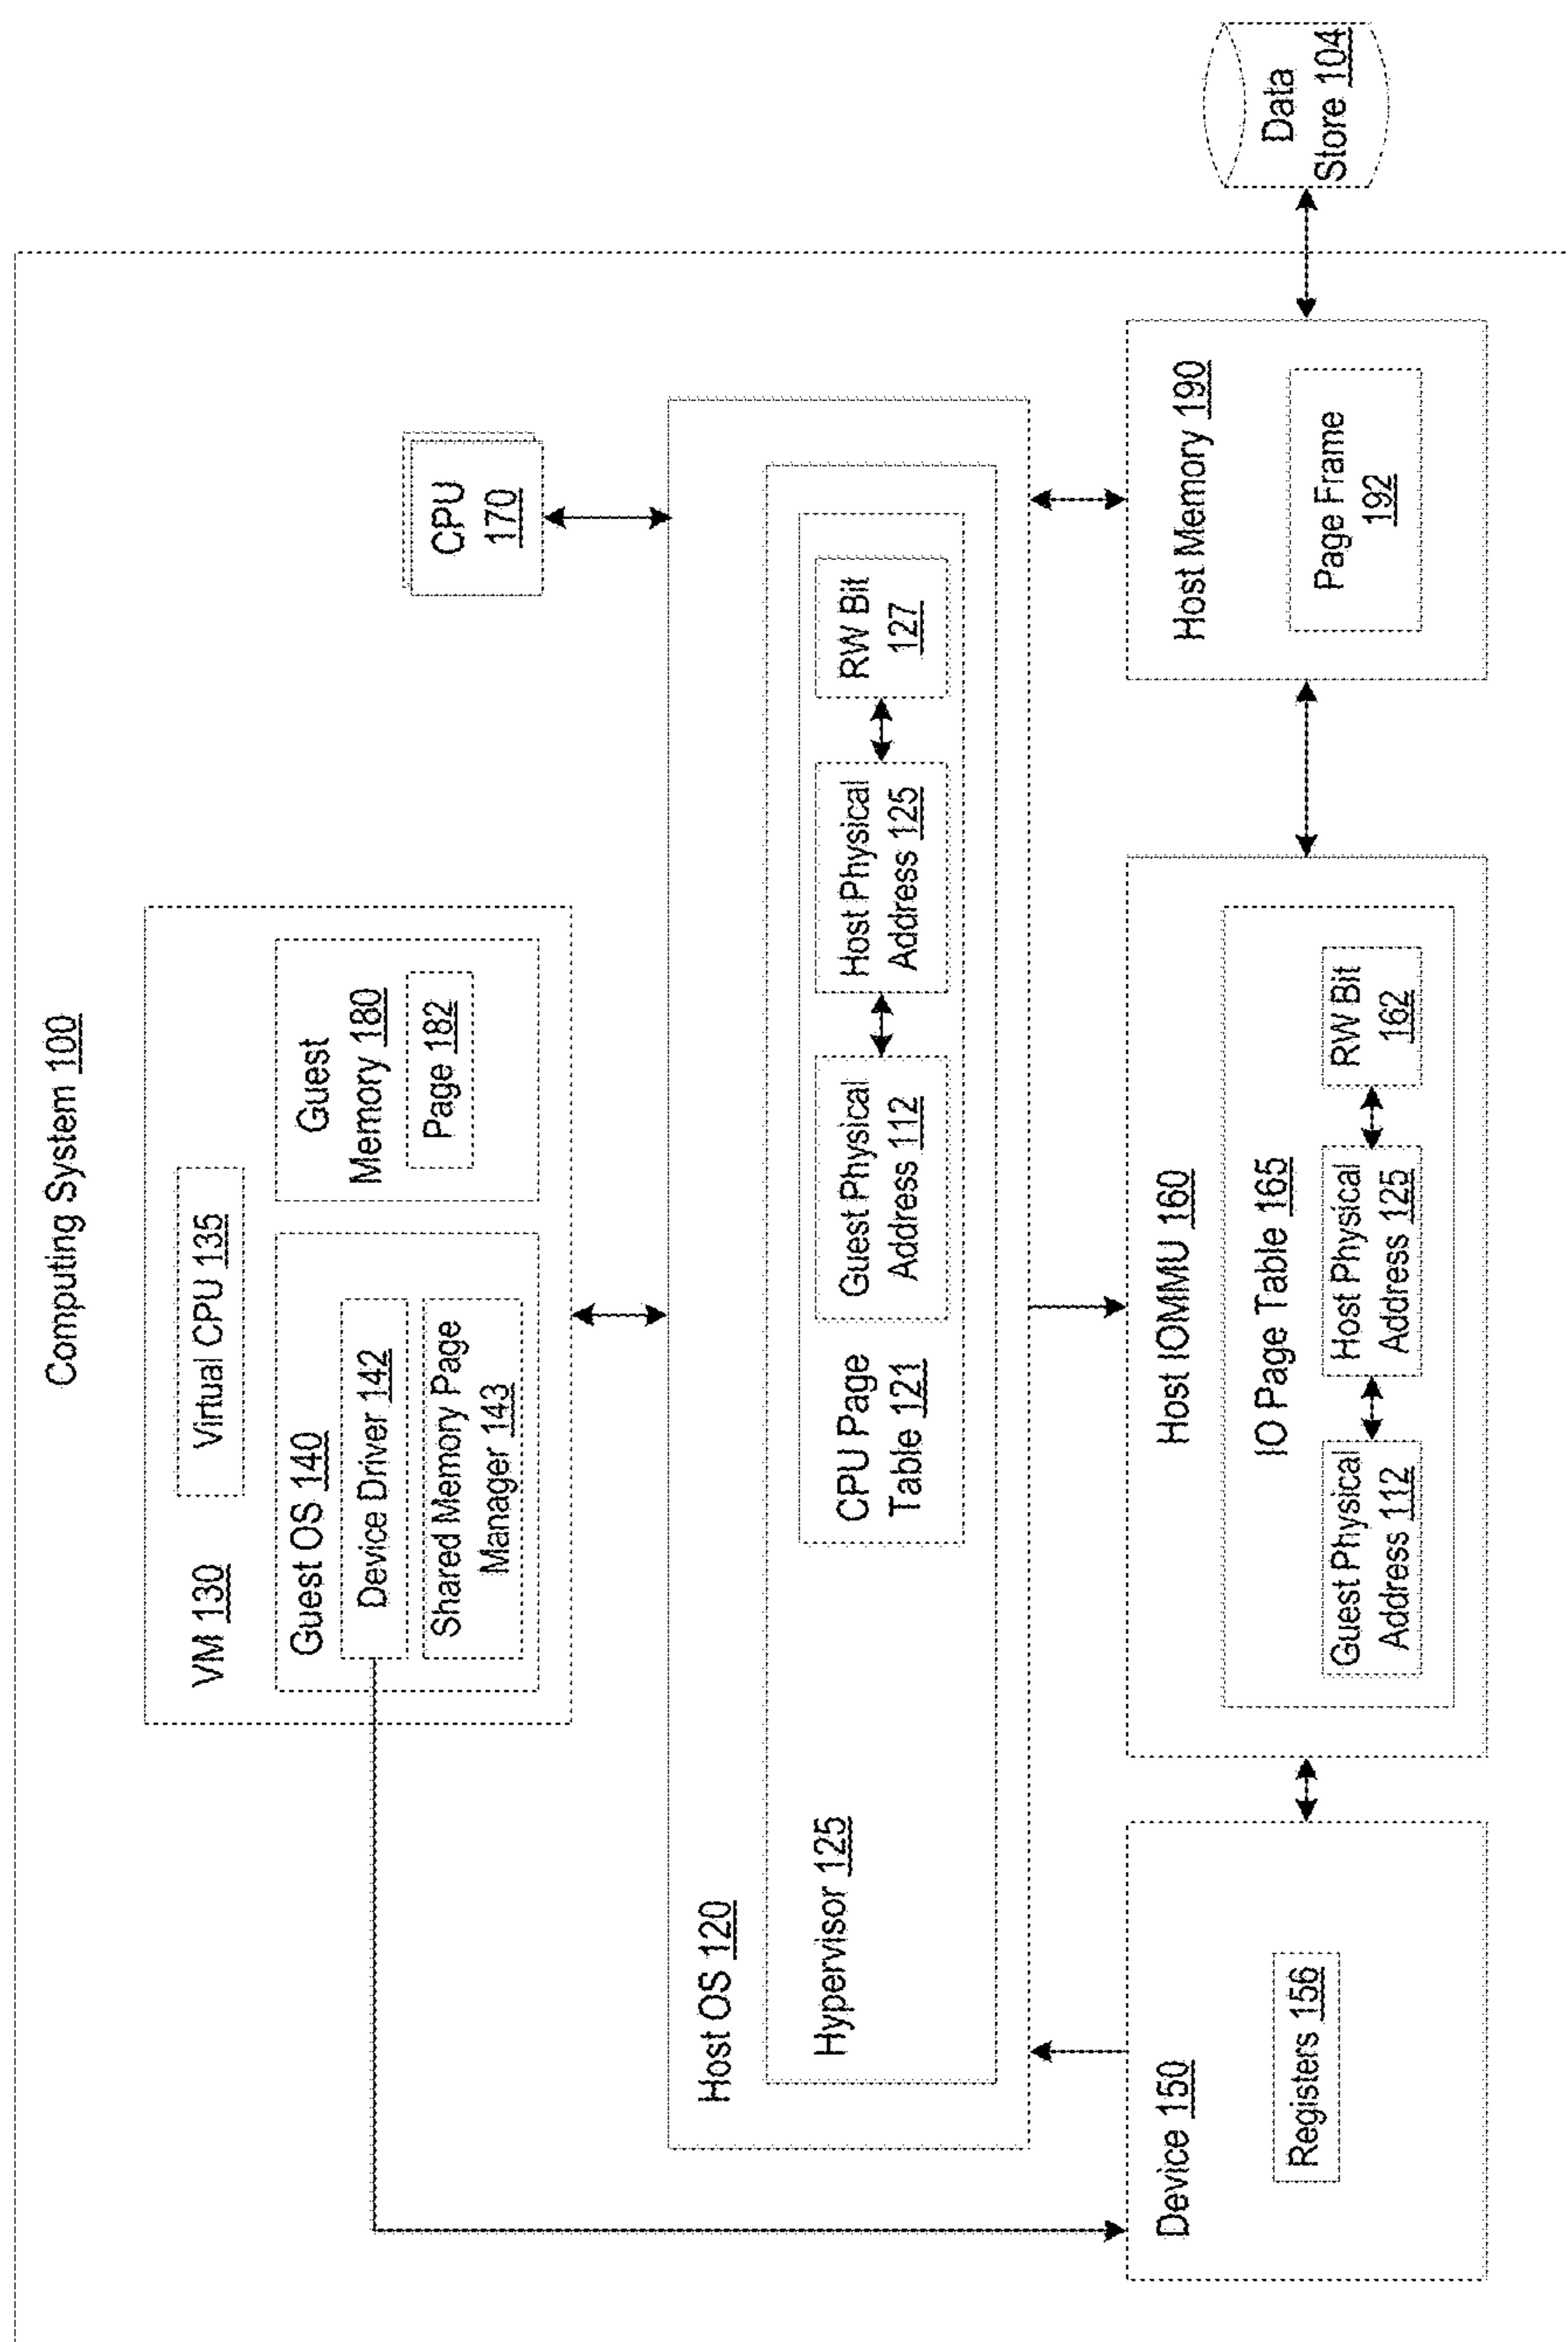 Computing System 100
VM 130
Virtual CPU 135
Guest OS 140
Device Driver 142
Shared Memory Page
Manager 143
Guest
Memory 180
Page 182
CPU
170
Host OS 120
Hypervisor 125
CPU Page
Table 121
Guest Physical
Address 112
Host Physical
Address 125
RW Bit
127
Device 150
Registers 156
Host IOMMU 160
IO Page Table 165
Guest Physical
Address 112
Host Physical
Address 125
RW Bit
162
Host Memory 190
Page Frame
192
Data
Store 104